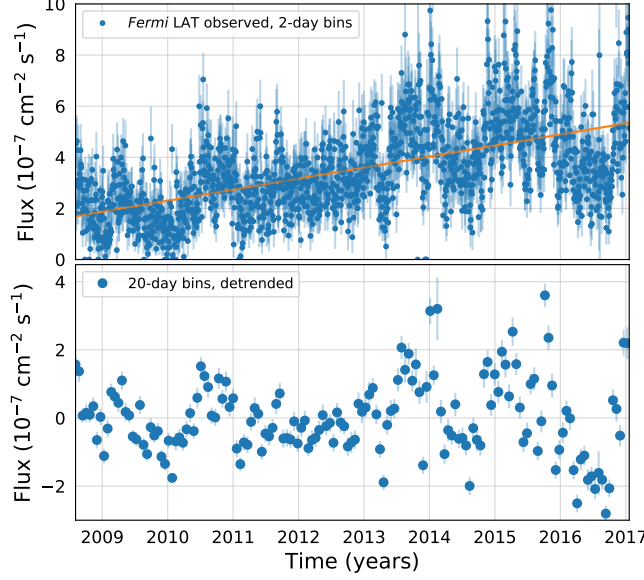 10
8
6
4
2
0
Flux (10⁻⁷ cm⁻² s⁻¹)
Fermi LAT observed, 2-day bins
4
2
0
−2
Flux (10⁻⁷ cm⁻² s⁻¹)
20-day bins, detrended
2009 2010 2011 2012 2013 2014 2015 2016 2017
Time (years)